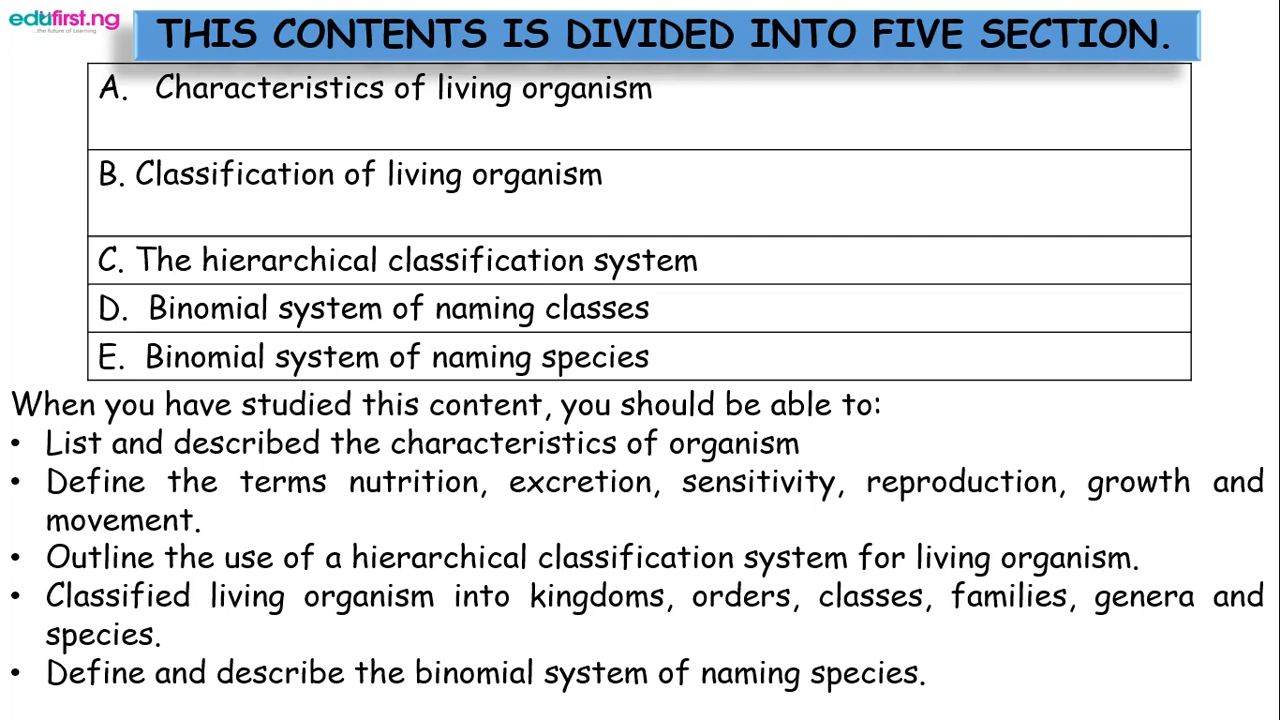 edufirst.ng
...the future of Learning
THIS CONTENTS IS DIVIDED INTO FIVE SECTION.
A. Characteristics of living organism
B. Classification of living organism
C. The hierarchical classification system
D. Binomial system of naming classes
E. Binomial system of naming species
When you have studied this content, you should be able to:
• List and described the characteristics of organism
• Define the terms nutrition, excretion, sensitivity, reproduction, growth and
movement.
• Outline the use of a hierarchical classification system for living organism.
• Classified living organism into kingdoms, orders, classes, families, genera and
species.
• Define and describe the binomial system of naming species.